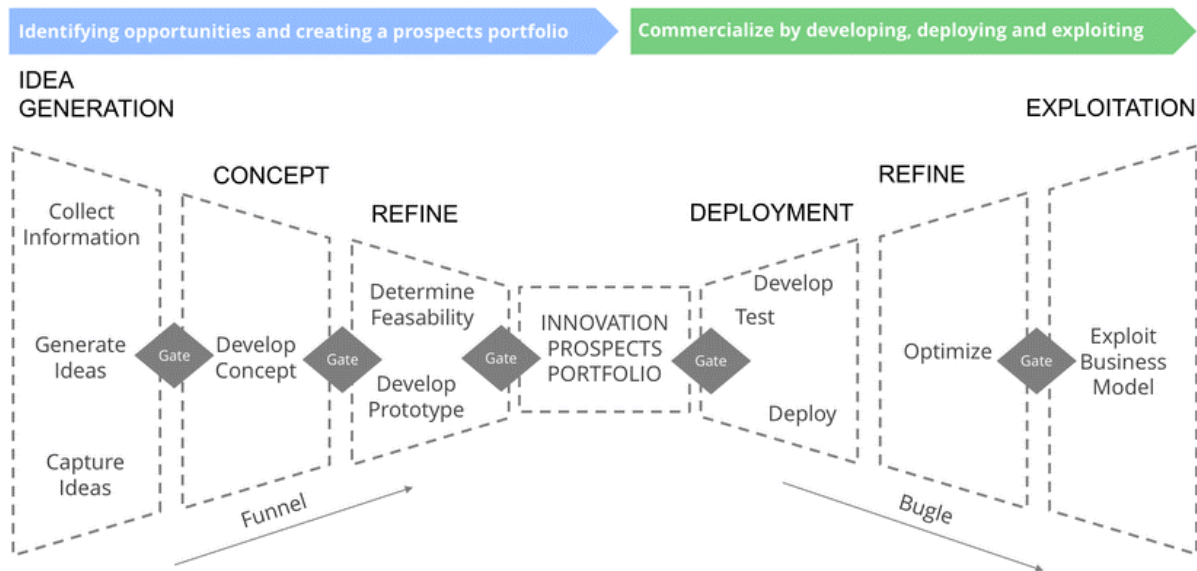 Identifying opportunities and creating a prospects portfolio
Commercialize by developing, deploying and exploiting
IDEA
GENERATION
Collect
Information
Generate
Ideas
Capture
Ideas
Gate
CONCEPT
Develop
Concept
Gate
REFINE
Determine
Feasability
Develop
Prototype
Gate
Funnel
INNOVATION
PROSPECTS
PORTFOLIO
Gate
DEPLOYMENT
Develop
Test
Deploy
REFINE
Optimize
Gate
EXPLOITATION
Exploit
Business
Model
Bugle